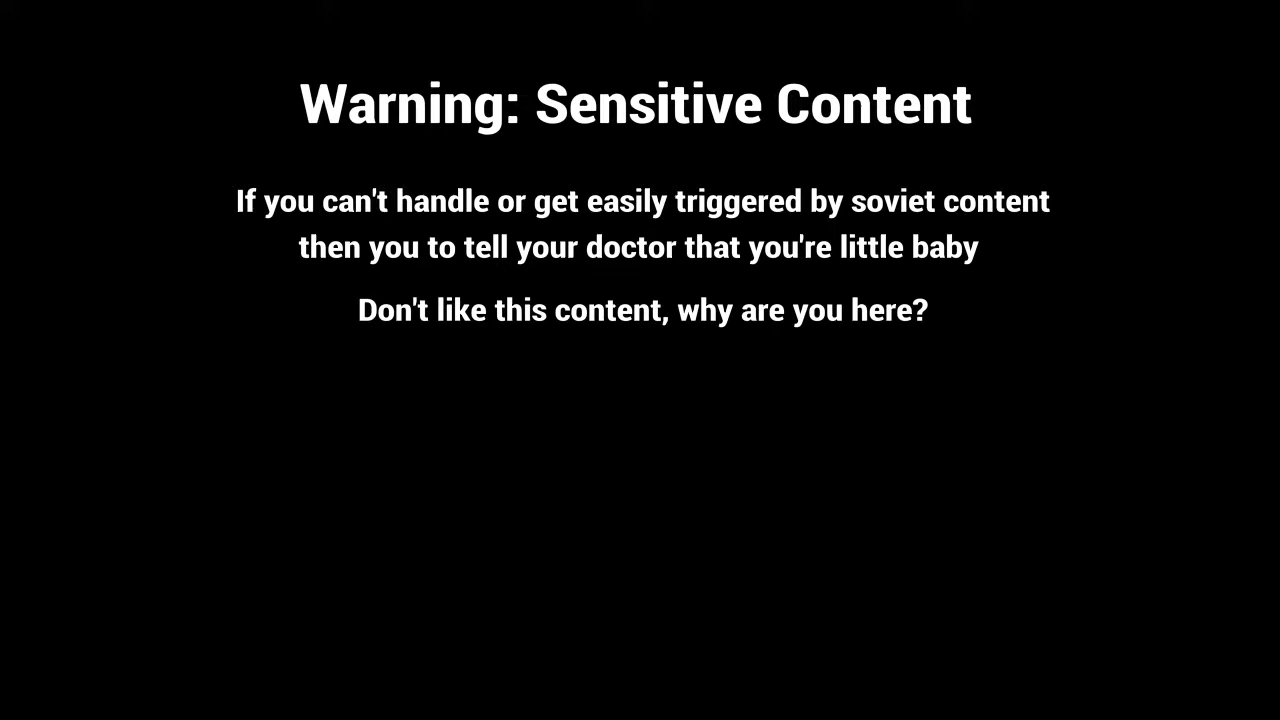 Warning: Sensitive Content
If you can't handle or get easily triggered by soviet content
then you to tell your doctor that you're little baby
Don't like this content, why are you here?